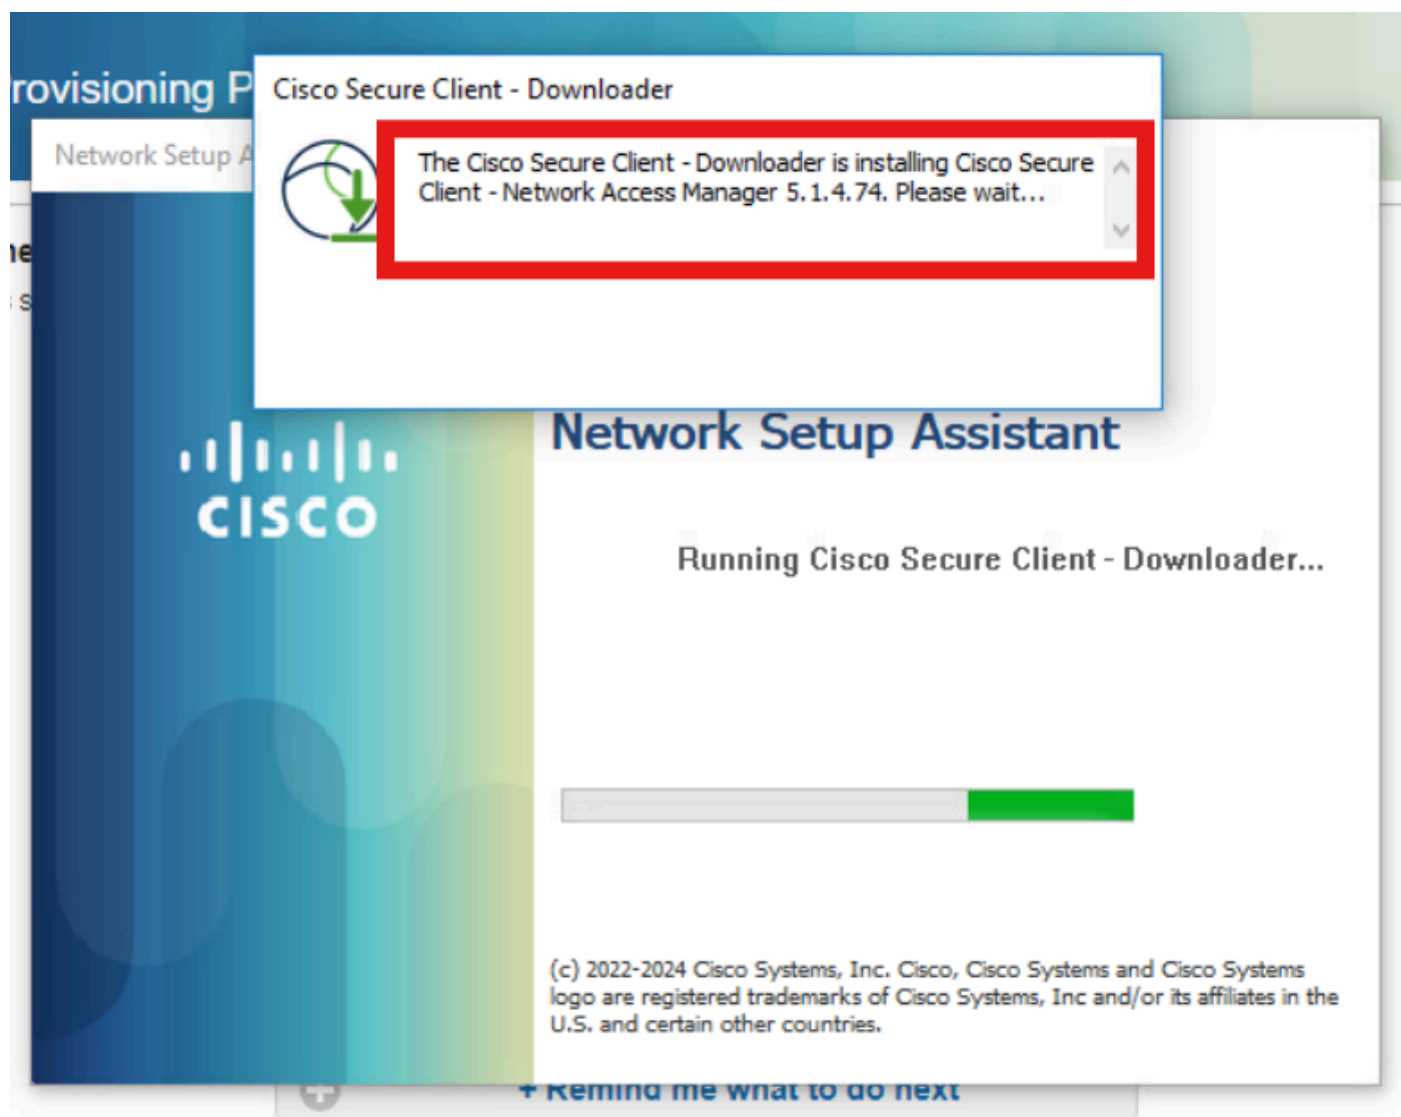 rovisioning P
Cisco Secure Client - Downloader
Network Setup A
The Cisco Secure Client - Downloader is installing Cisco Secure
Client - Network Access Manager 5.1.4.74. Please wait...
Network Setup Assistant
CISCO
Running Cisco Secure Client - Downloader...
(c) 2022-2024 Cisco Systems, Inc. Cisco, Cisco Systems and Cisco Systems
logo are registered trademarks of Cisco Systems, Inc and/or its affiliates in the
U.S. and certain other countries.
+ Remind me what to do next